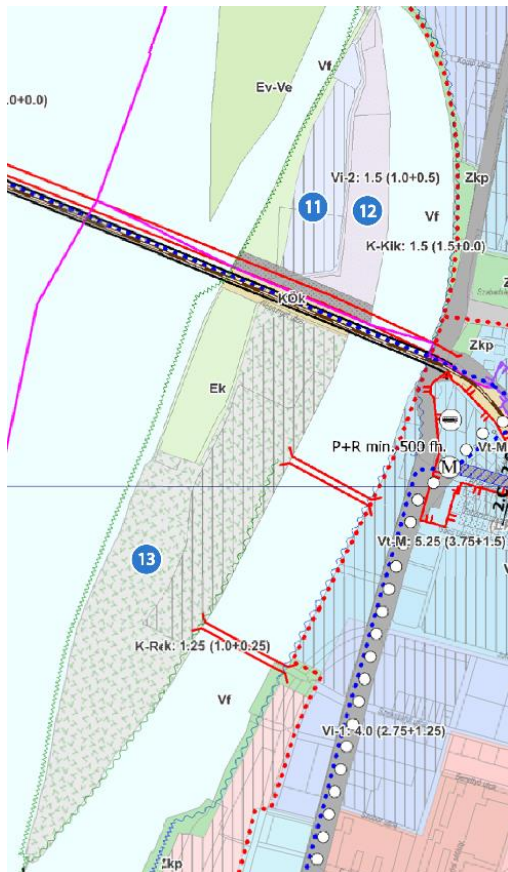 Vf
Ev-Ve
.0+0.0)
Vi-2: 1.5 (1.0+0.5)
Zkp
11
12
Vf
K-Kik: 1.5 (1.5+0.0)
KÖk
Zkp
Ek
P+R min. 500 fh.
Vt-M
M
Vt-M: 5.25 (3.75+1.5)
13
K-Rek: 1.25 (1.0+0.25)
Vf
Vi-1: 4.0 (2.75+1.25)
Zkp